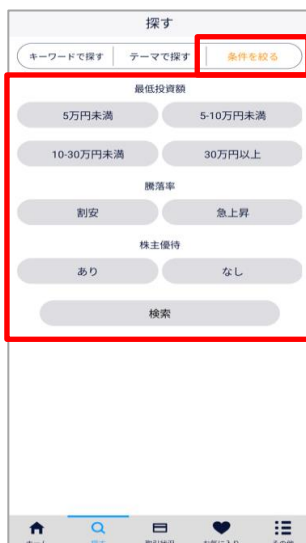 探す
キーワードで探す テーマで探す 条件を絞る
最低投資額
5万円未満 5-10万円未満
10-30万円未満 30万円以上
騰落率
割安 急上昇
株主優待
あり なし
検索